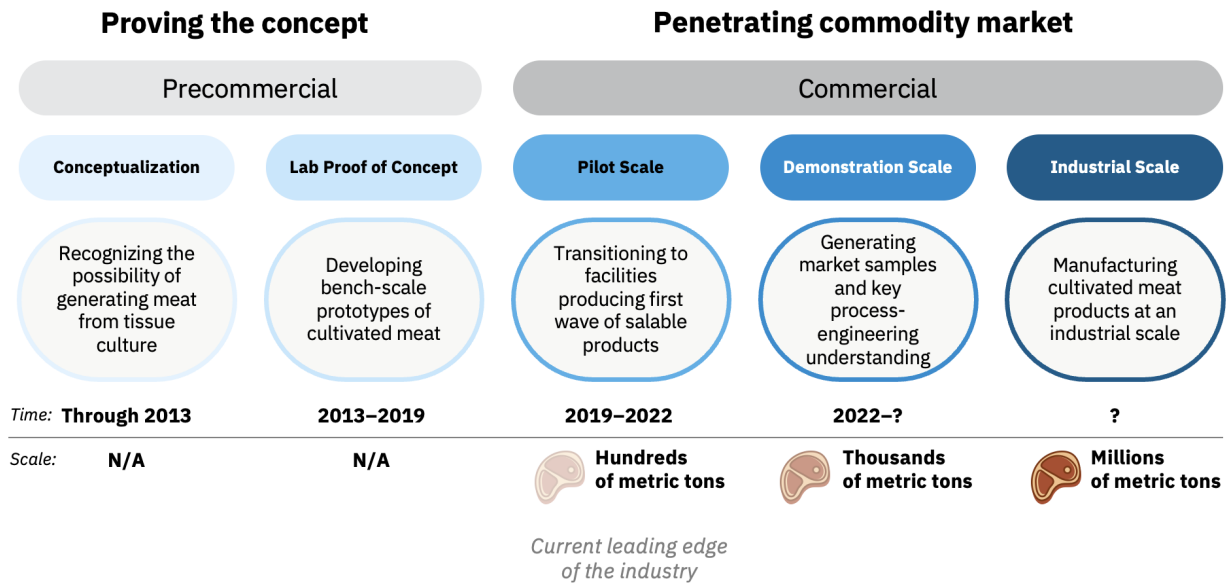 Proving the concept
Penetrating commodity market
Precommercial
Commercial
Conceptualization
Lab Proof of Concept
Pilot Scale
Demonstration Scale
Industrial Scale
Recognizing the
possibility of
generating meat
from tissue
culture
Developing
bench-scale
prototypes of
cultivated meat
Transitioning to
facilities
producing first
wave of salable
products
Generating
market samples
and key
process-
engineering
understanding
Manufacturing
cultivated meat
products at an
industrial scale
Time: Through 2013 2013–2019 2019–2022 2022–? ?
Scale: N/A N/A
Hundreds
of metric tons
Thousands
of metric tons
Millions
of metric tons
Current leading edge
of the industry